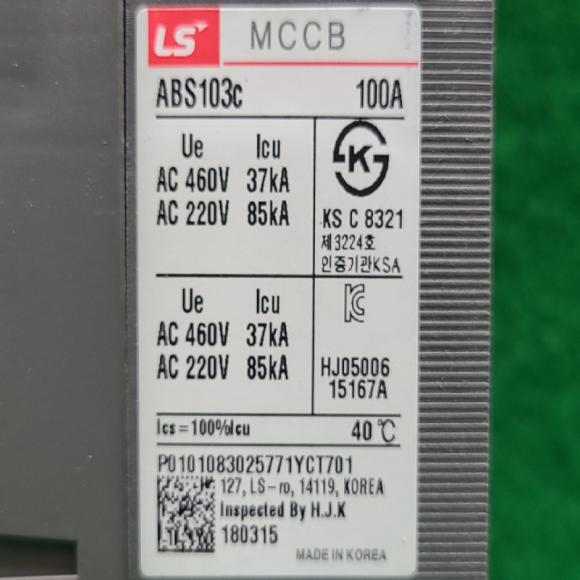 LS MCCB
ABS103c 100A
Ue Icu
AC 460V 37kA
AC 220V 85kA
K
KS C 8321
제3224호
인증기관KSA
Ue Icu
AC 460V 37kA
AC 220V 85kA
KC
HJ05006
15167A
Ics=100%Icu 40℃
P0101083025771YCT701
127, LS-ro, 14119, KOREA
Inspected By H.J.K
180315
MADE IN KOREA